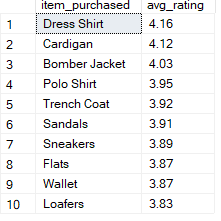 item_purchased avg_rating
1 Dress Shirt 4.16
2 Cardigan 4.12
3 Bomber Jacket 4.03
4 Polo Shirt 3.95
5 Trench Coat 3.92
6 Sandals 3.91
7 Sneakers 3.89
8 Flats 3.87
9 Wallet 3.87
10 Loafers 3.83